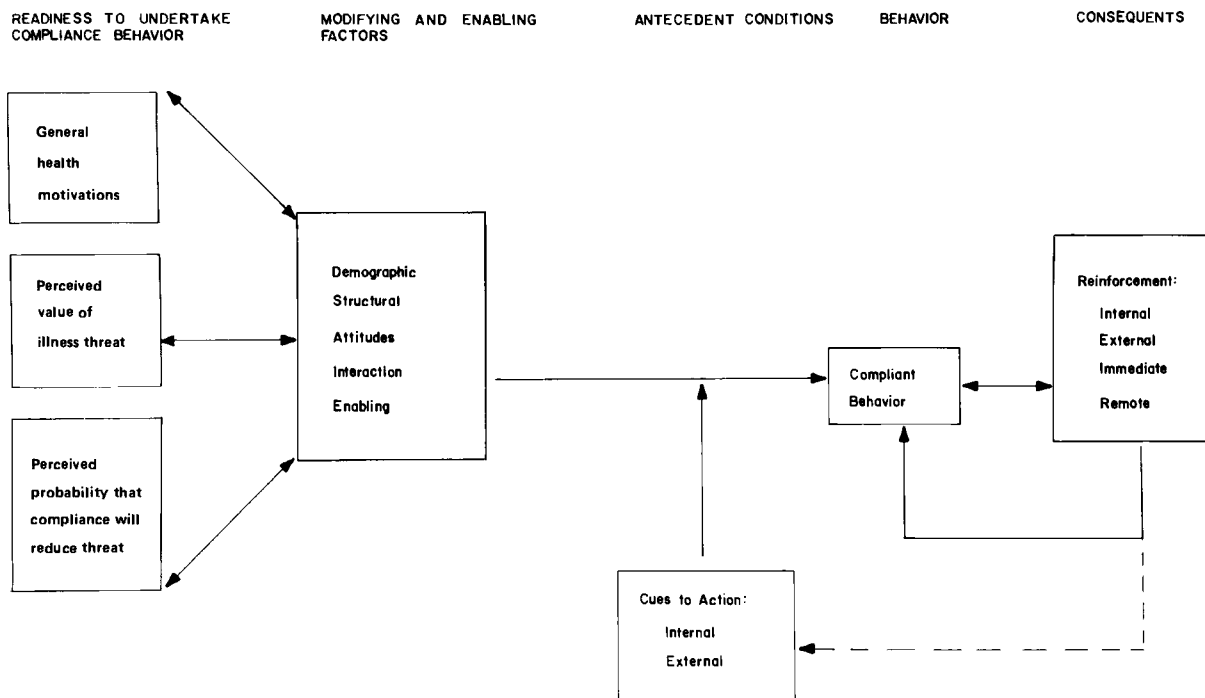 READINESS TO UNDERTAKE
COMPLIANCE BEHAVIOR
MODIFYING AND ENABLING
FACTORS
ANTECEDENT CONDITIONS
BEHAVIOR
CONSEQUENTS
General
health
motivations
Perceived
value of
illness threat
Perceived
probability that
compliance will
reduce threat
Demographic
Structural
Attitudes
Interaction
Enabling
Cues to Action:
Internal
External
Compliant
Behavior
Reinforcement:
Internal
External
Immediate
Remote